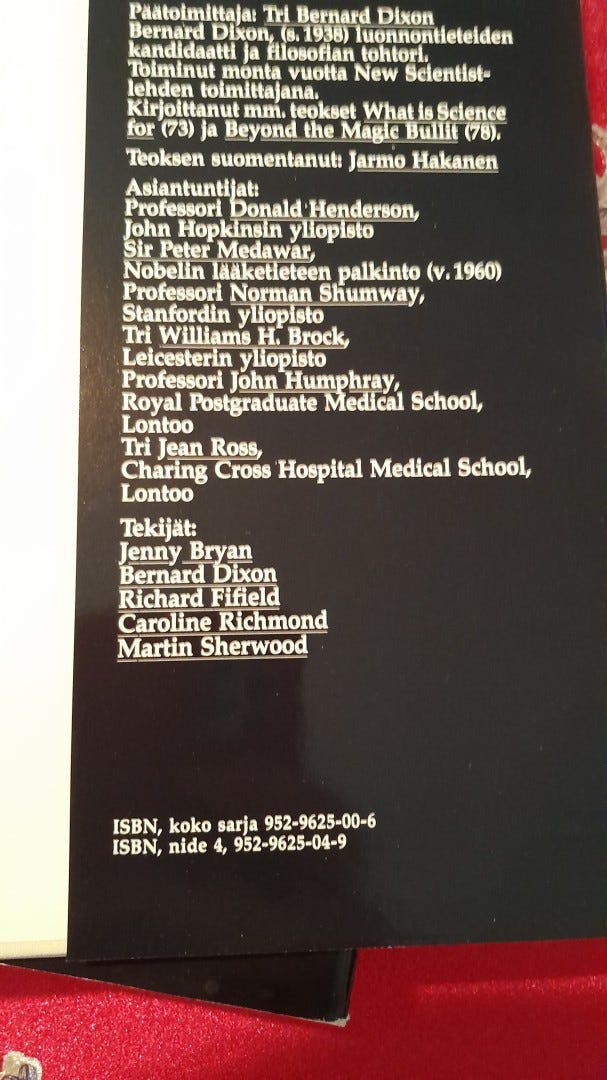 Päätoimittaja: Tri Bernard Dixon
Bernard Dixon, (s. 1938) luonnontieteiden
kandidaatti ja filosofian tohtori.
Toiminut monta vuotta New Scientist-
lehden toimittajana.
Kirjoittanut mm. teokset What is Science
for (73) ja Beyond the Magic Bullit (78).
Teoksen suomentanut: Jarmo Hakanen
Asiantuntijat:
Professori Donald Henderson,
John Hopkinsin yliopisto
Sir Peter Medawar,
Nobelin lääketieteen palkinto (v. 1960)
Professori Norman Shumway,
Stanfordin yliopisto
Tri Williams H. Brock,
Leicesterin yliopisto
Professori John Humphray,
Royal Postgraduate Medical School,
Lontoo
Tri Jean Ross,
Charing Cross Hospital Medical School,
Lontoo
Tekijät:
Jenny Bryan
Bernard Dixon
Richard Fifield
Caroline Richmond
Martin Sherwood
ISBN, koko sarja 952-9625-00-6
ISBN, nide 4, 952-9625-04-9